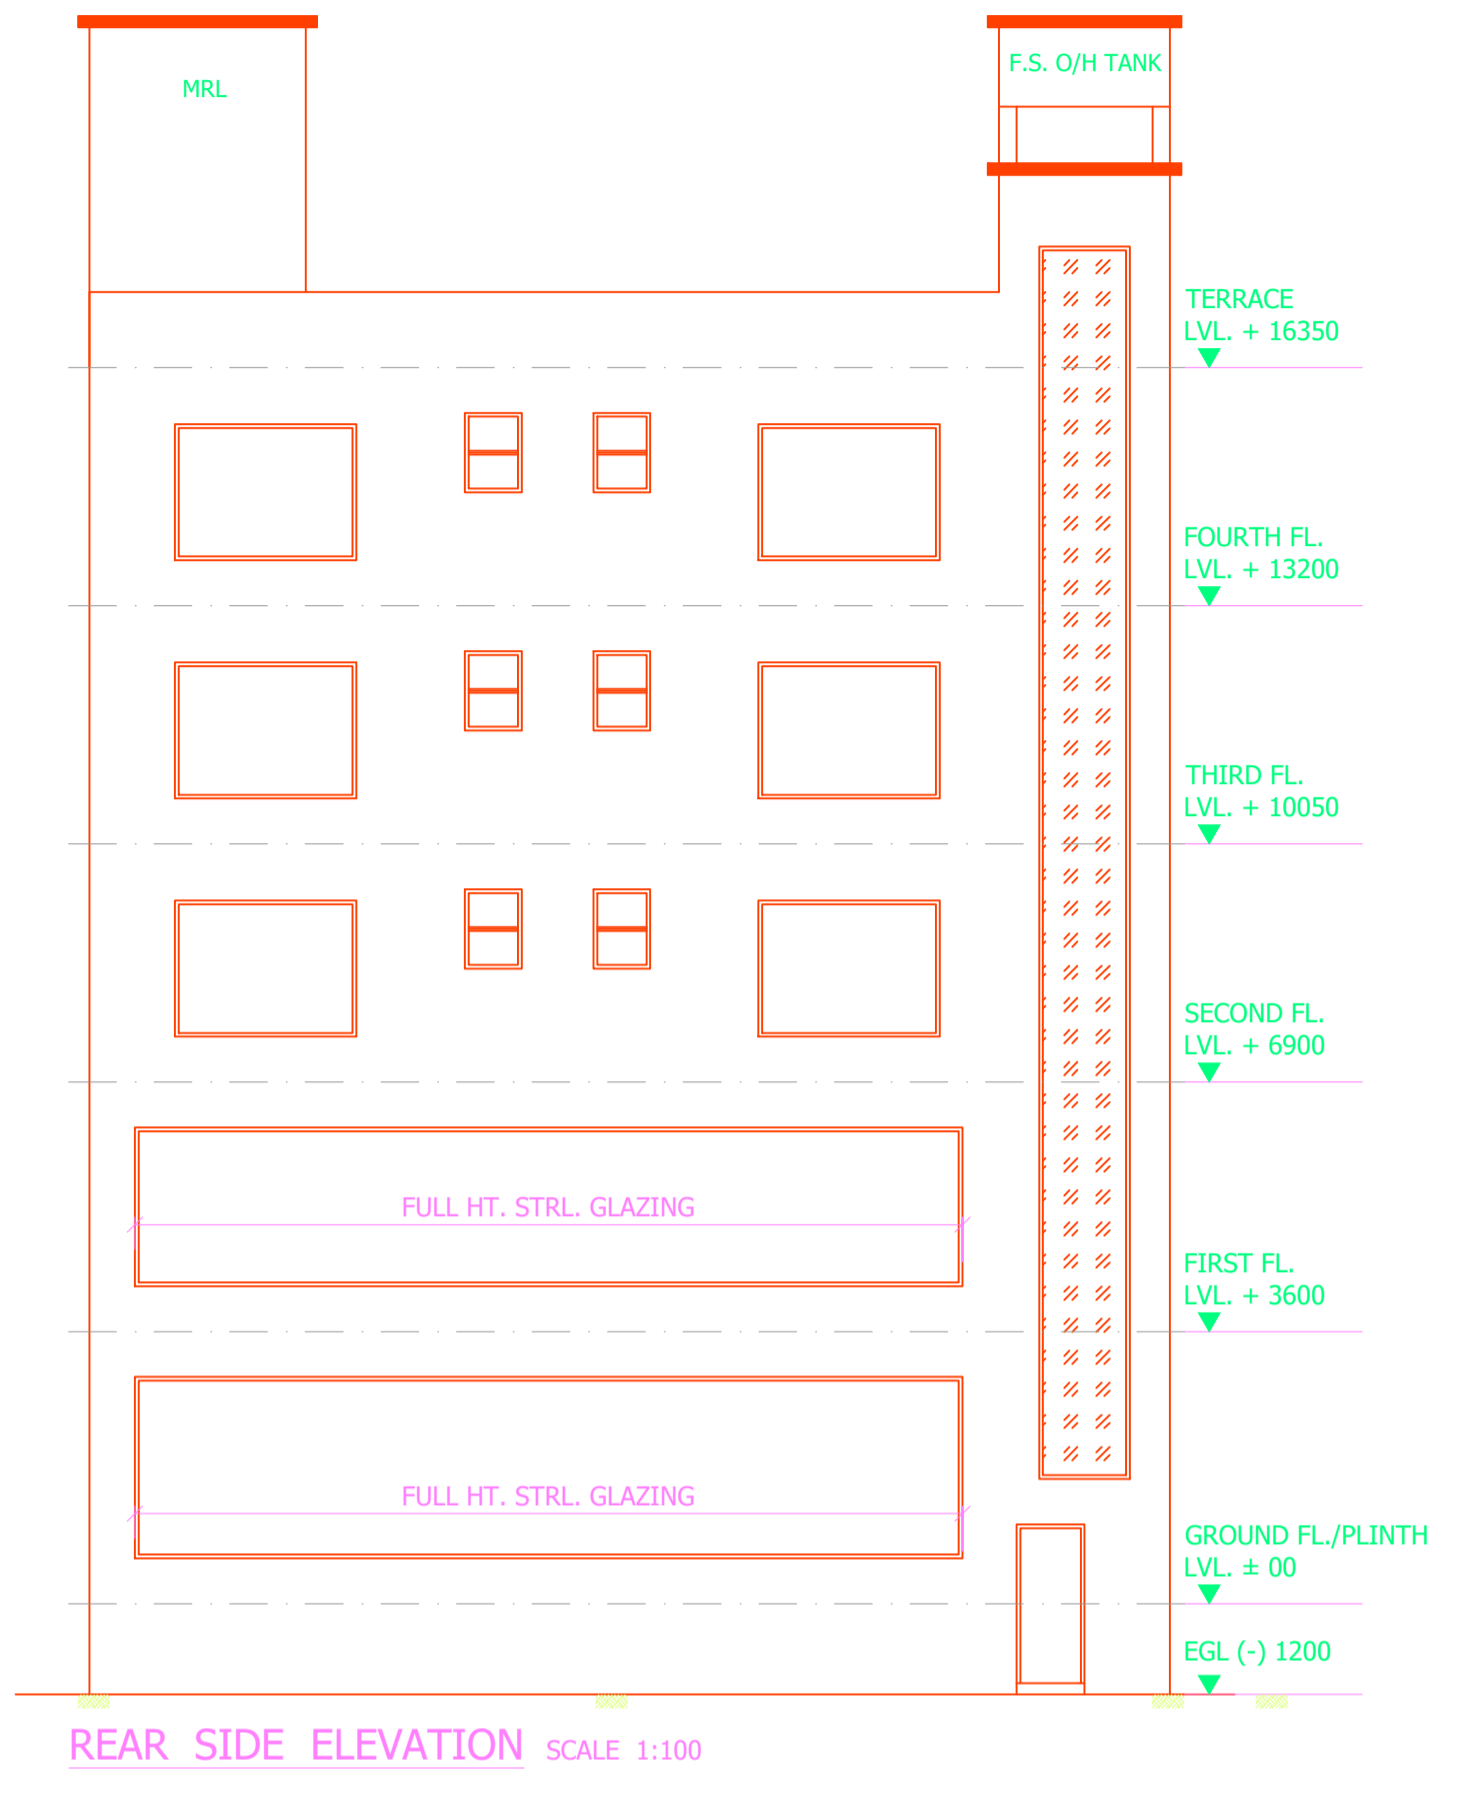 MRL
F.S. O/H TANK
TERRACE
LVL. + 16350
FOURTH FL.
LVL. + 13200
THIRD FL.
LVL. + 10050
SECOND FL.
LVL. + 6900
FULL HT. STRL. GLAZING
FIRST FL.
LVL. + 3600
FULL HT. STRL. GLAZING
GROUND FL./PLINTH
LVL. ± 00
EGL (-) 1200
REAR SIDE ELEVATION SCALE 1:100